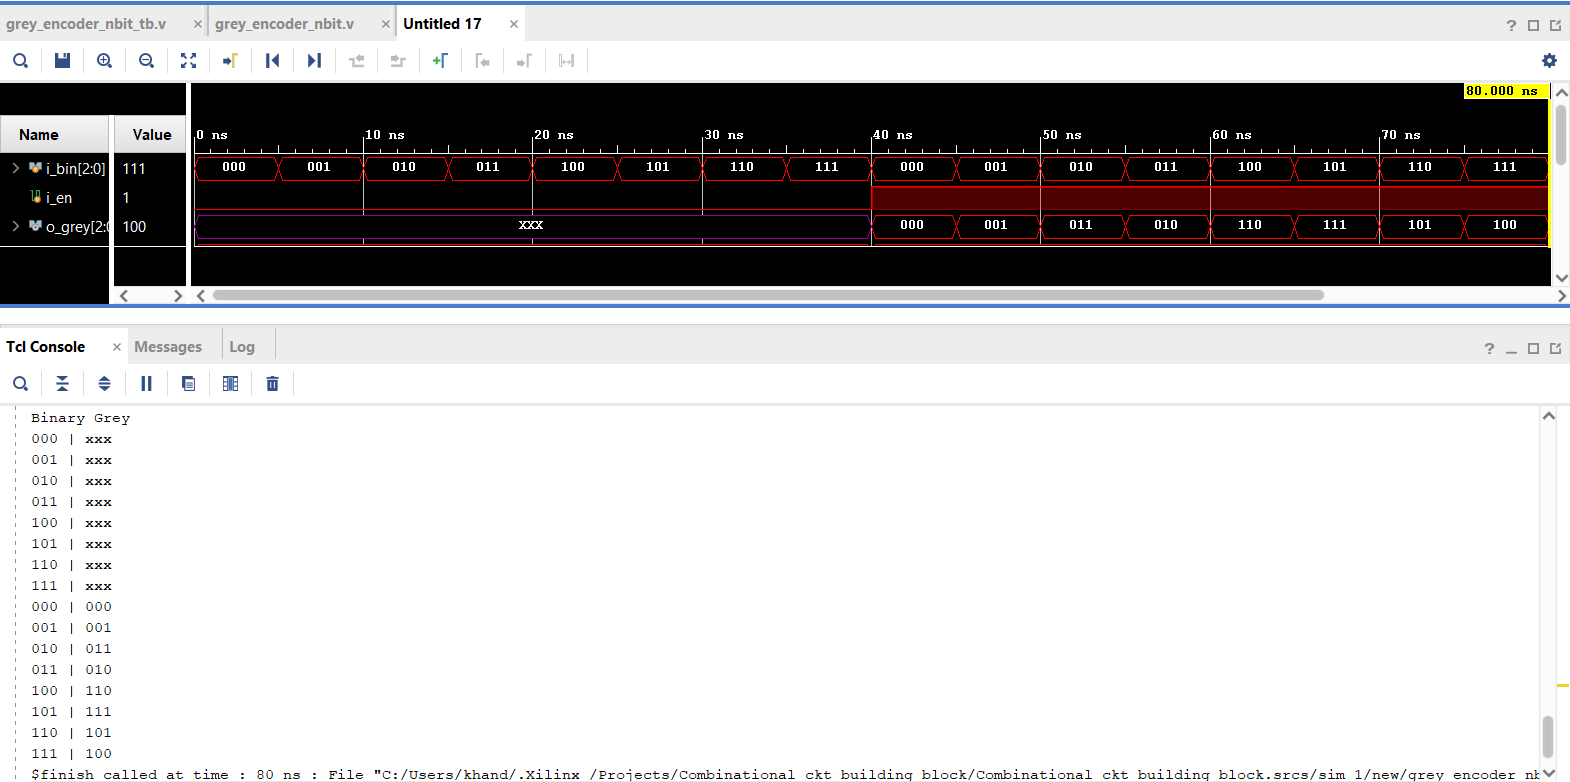 grey_encoder_nbit_tb.v × grey_encoder_nbit.v × Untitled 17 ×
80.000 ns
Name Value
0 ns 10 ns 20 ns 30 ns 40 ns 50 ns 60 ns 70 ns
i_bin[2:0] 111 000 001 010 011 100 101 110 111 000 001 010 011 100 101 110 111
i_en 1
o_grey[2:0 100 XXX 000 001 011 010 110 111 101 100
Tcl Console × Messages Log
Binary Grey
000 | xxx
001 | xxx
010 | xxx
011 | xxx
100 | xxx
101 | xxx
110 | xxx
111 | xxx
000 | 000
001 | 001
010 | 011
011 | 010
100 | 110
101 | 111
110 | 101
111 | 100
$finish called at time : 80 ns : File "C:/Users/khand/.Xilinx /Projects/Combinational ckt building block/Combinational ckt building block.srcs/sim 1/new/grey encoder nb